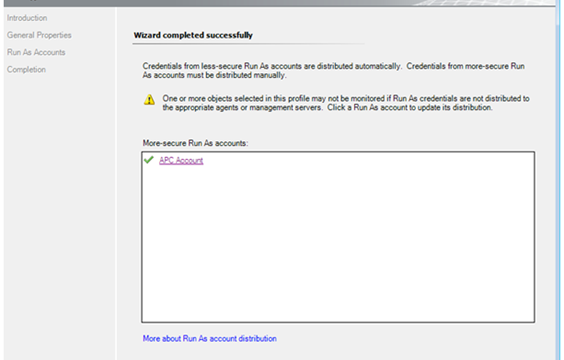 Introduction
General Properties
Run As Accounts
Completion
Wizard completed successfully
Credentials from less-secure Run As accounts are distributed automatically. Credentials from more-secure Run
As accounts must be distributed manually.
One or more objects selected in this profile may not be monitored if Run As credentials are not distributed to
the appropriate agents or management servers. Click a Run As account to update its distribution.
More-secure Run As accounts:
APC Account
More about Run As account distribution